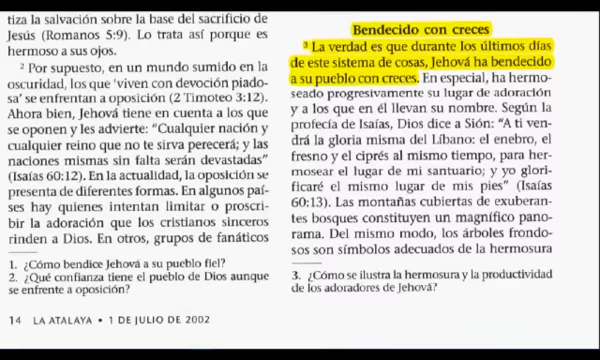 tiza la salvación sobre la base del sacrificio de
Jesús (Romanos 5:9). Lo trata así porque es
hermoso a sus ojos.
2 Por supuesto, en un mundo sumido en la
oscuridad, los que ‘viven con devoción piado-
sa’ se enfrentan a oposición (2 Timoteo 3:12).
Ahora bien, Jehová tiene en cuenta a los que
se oponen y les advierte: “Cualquier nación y
cualquier reino que no te sirva perecerá; y las
naciones mismas sin falta serán devastadas”
(Isaías 60:12). En la actualidad, la oposición se
presenta de diferentes formas. En algunos paí-
ses hay quienes intentan limitar o proscri-
bir la adoración que los cristianos sinceros
rinden a Dios. En otros, grupos de fanáticos
1. ¿Cómo bendice Jehová a su pueblo fiel?
2. ¿Qué confianza tiene el pueblo de Dios aunque
se enfrente a oposición?
14 LA ATALAYA • 1 DE JULIO DE 2002
Bendecido con creces
3 La verdad es que durante los últimos días
de este sistema de cosas, Jehová ha bendecido
a su pueblo con creces. En especial, ha hermo-
seado progresivamente su lugar de adoración
y a los que en él llevan su nombre. Según la
profecía de Isaías, Dios dice a Sión: “A ti ven-
drá la gloria misma del Líbano: el enebro, el
fresno y el ciprés al mismo tiempo, para her-
mosear el lugar de mi santuario; y yo glori-
ficaré el mismo lugar de mis pies” (Isaías
60:13). Las montañas cubiertas de exuberan-
tes bosques constituyen un magnífico pano-
rama. Del mismo modo, los árboles frondo-
sos son símbolos adecuados de la hermosura
3. ¿Cómo se ilustra la hermosura y la productividad
de los adoradores de Jehová?